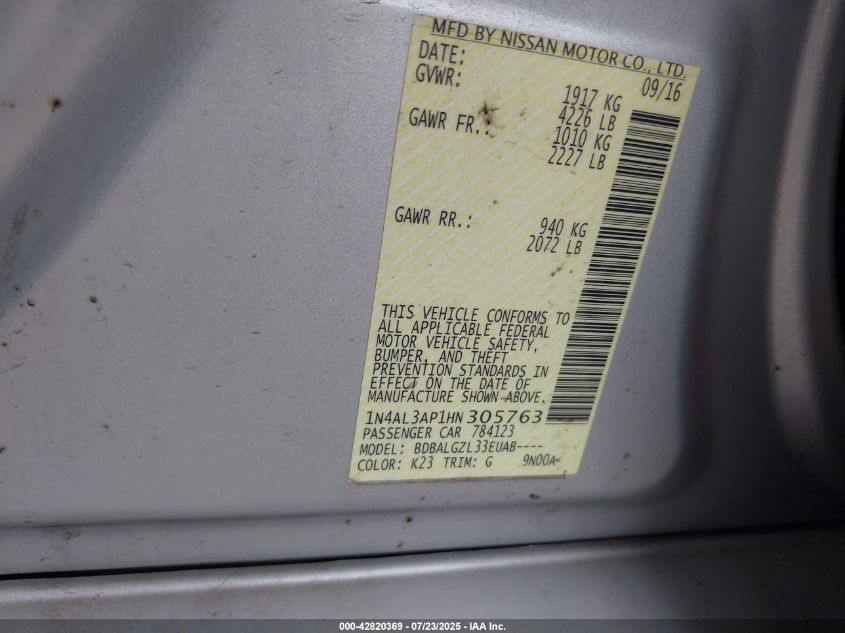 MFD BY NISSAN MOTOR CO., LTD.
DATE: 09/16
GVWR: 1917 KG
4226 LB
GAWR FR.: 1010 KG
2227 LB
GAWR RR.: 940 KG
2072 LB
THIS VEHICLE CONFORMS TO
ALL APPLICABLE FEDERAL
MOTOR VEHICLE SAFETY,
BUMPER, AND THEFT
PREVENTION STANDARDS IN
EFFECT ON THE DATE OF
MANUFACTURE SHOWN ABOVE.
1N4AL3AP1HN305763
PASSENGER CAR 784123
MODEL: BDBALGZL33EUAB----
COLOR: K23 TRIM: G 9N00A-
000-42820369 - 07/23/2025 - IAA Inc.